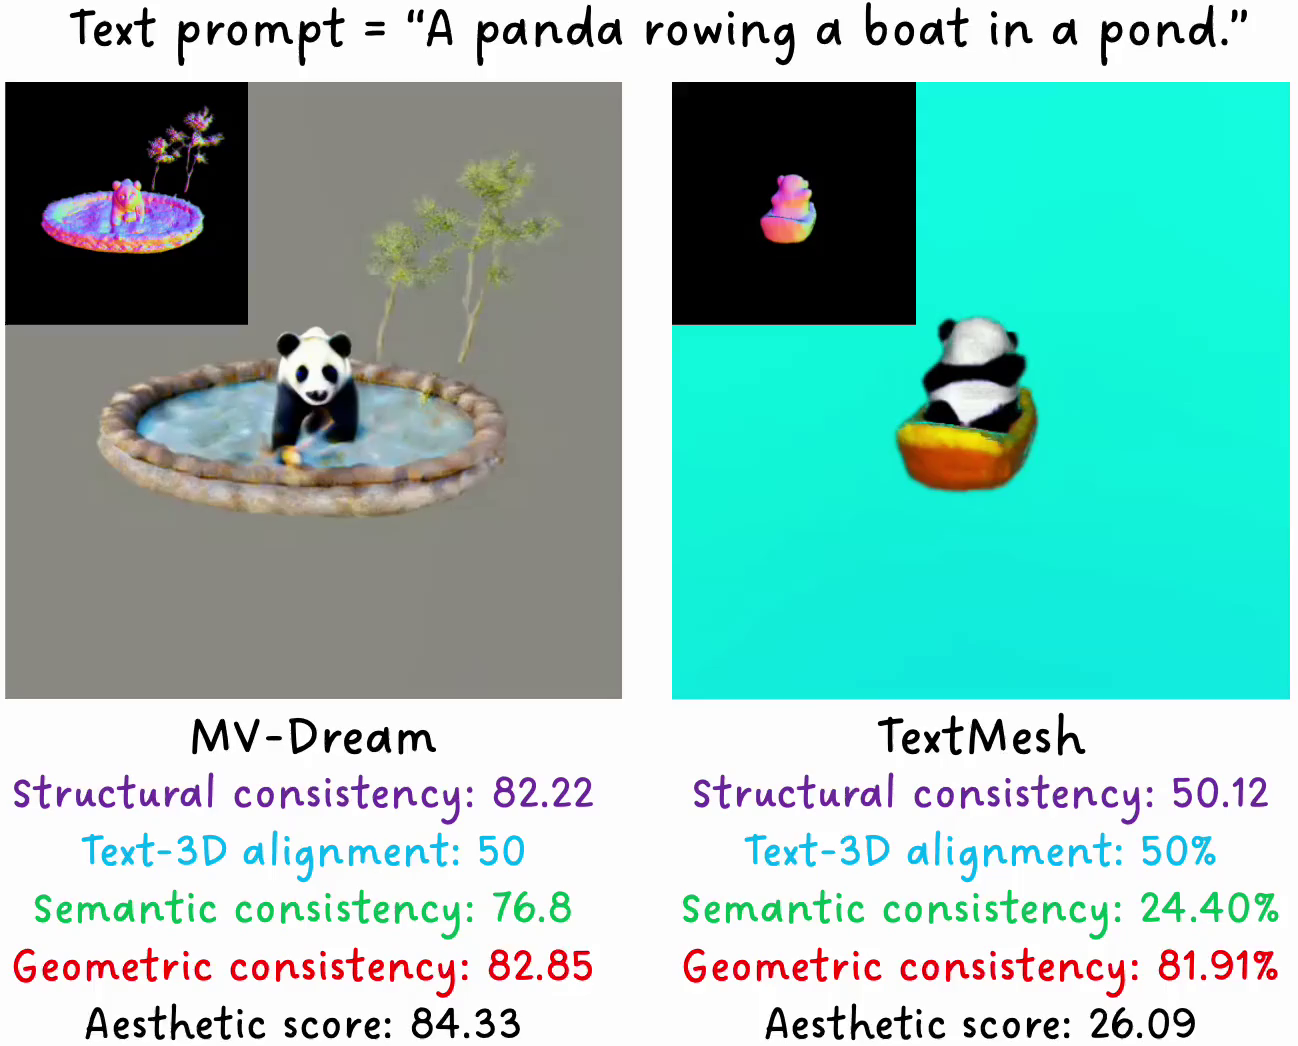 Text prompt = “A panda rowing a boat in a pond.”
MV-Dream
Structural consistency: 82.22
Text-3D alignment: 50
Semantic consistency: 76.8
Geometric consistency: 82.85
Aesthetic score: 84.33
TextMesh
Structural consistency: 50.12
Text-3D alignment: 50%
Semantic consistency: 24.40%
Geometric consistency: 81.91%
Aesthetic score: 26.09